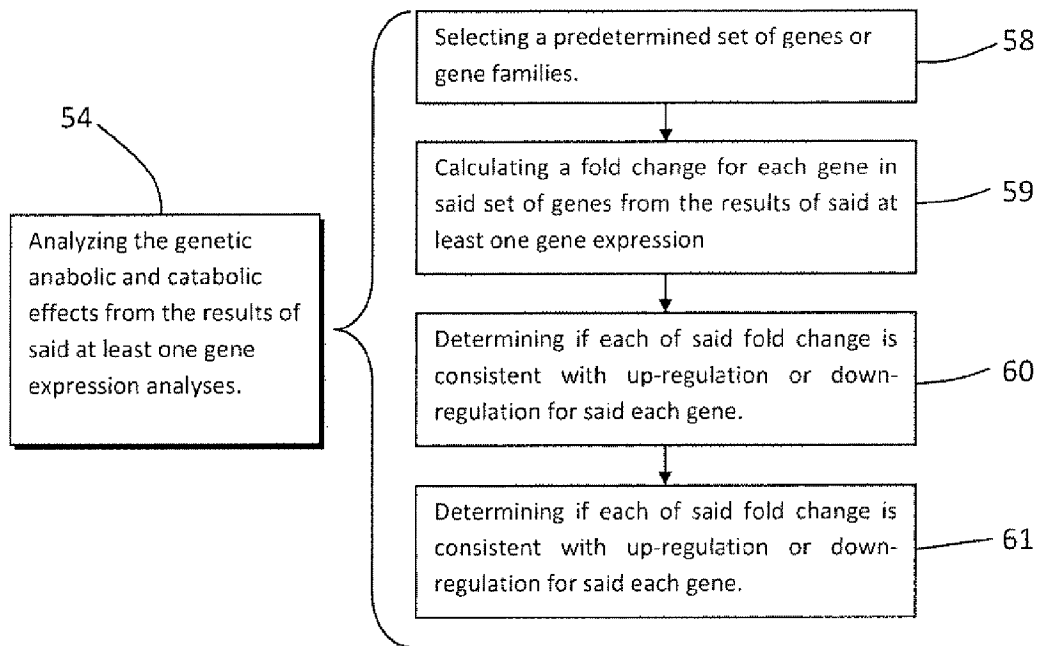 54
Analyzing the genetic
anabolic and catabolic
effects from the results of
said at least one gene
expression analyses.
Selecting a predetermined set of genes or
gene families.
58
Calculating a fold change for each gene in
said set of genes from the results of said at
least one gene expression
59
Determining if each of said fold change is
consistent with up-regulation or down-
regulation for said each gene.
60
Determining if each of said fold change is
consistent with up-regulation or down-
regulation for said each gene.
61